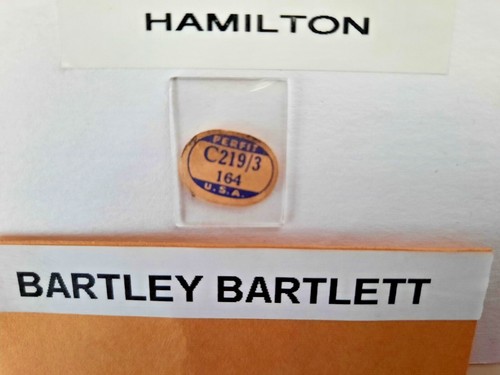 HAMILTON
PERFIT
C219/3
164
U.S.A.
BARTLEY BARTLETT